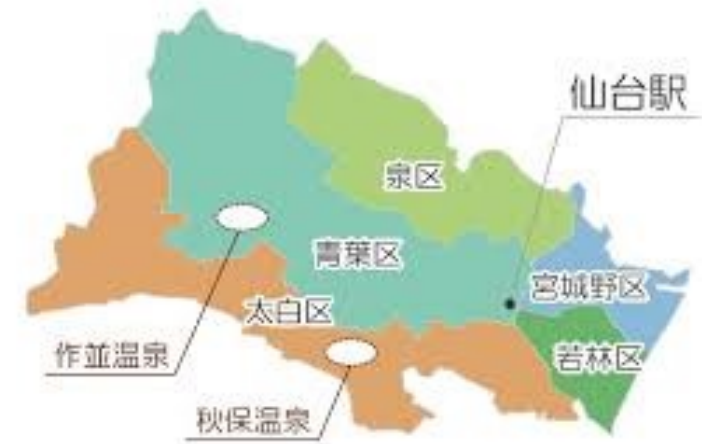 仙台駅
泉区
青葉区
宮城野区
太白区
作並温泉
若林区
秋保温泉